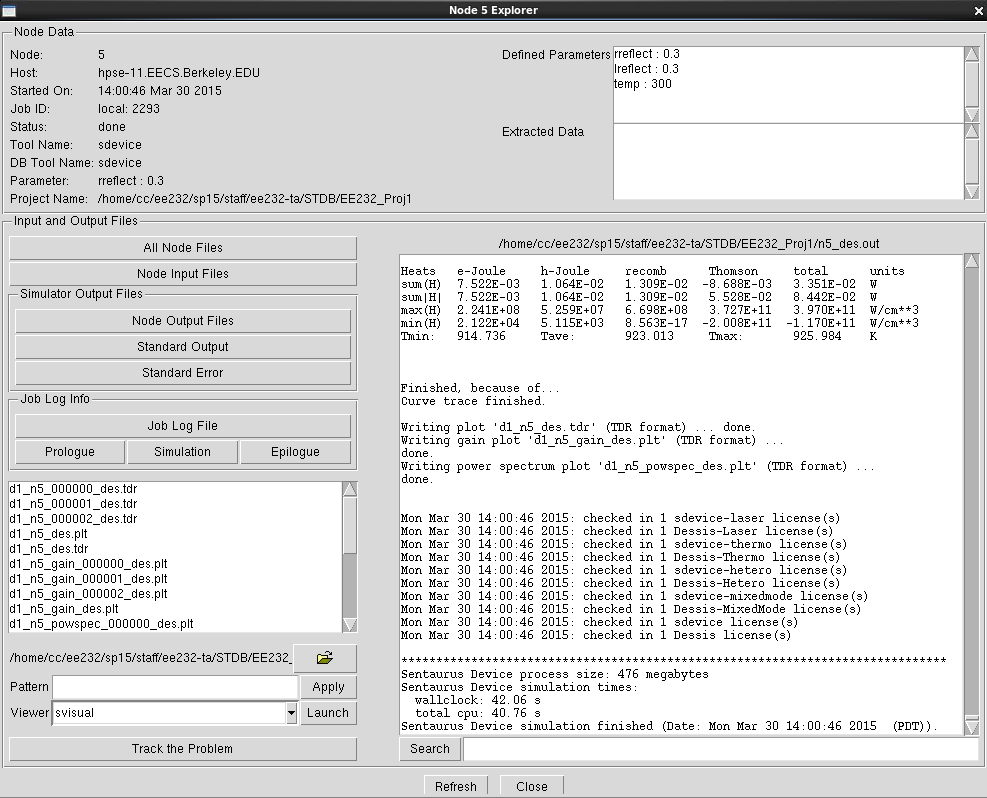 Node 5 Explorer
Node Data
Node: 5
Host: hpse-11.EECS.Berkeley.EDU
Started On: 14:00:46 Mar 30 2015
Job ID: local: 2293
Status: done
Tool Name: sdevice
DB Tool Name: sdevice
Parameter: rreflect : 0.3
Project Name: /home/cc/ee232/sp15/staff/ee232-ta/STDB/EE232_Proj1
Defined Parameters
rreflect : 0.3
lreflect : 0.3
temp : 300
Extracted Data
Input and Output Files
All Node Files
Node Input Files
Simulator Output Files
Node Output Files
Standard Output
Standard Error
Job Log Info
Job Log File
Prologue Simulation Epilogue
d1_n5_000000_des.tdr
d1_n5_000001_des.tdr
d1_n5_000002_des.tdr
d1_n5_des.plt
d1_n5_des.tdr
d1_n5_gain_000000_des.plt
d1_n5_gain_000001_des.plt
d1_n5_gain_000002_des.plt
d1_n5_gain_des.plt
d1_n5_powspec_000000_des.plt
/home/cc/ee232/sp15/staff/ee232-ta/STDB/EE232_
Pattern Apply
Viewer svisual Launch
Track the Problem
/home/cc/ee232/sp15/staff/ee232-ta/STDB/EE232_Proj1/n5_des.out
Heats e-Joule h-Joule recomb Thomson total units
sum(H) 7.522E-03 1.064E-02 1.309E-02 -8.688E-03 3.351E-02 W
sum|H| 7.522E-03 1.064E-02 1.309E-02 5.528E-02 8.442E-02 W
max(H) 2.241E+08 5.259E+07 6.698E+08 3.727E+11 3.970E+11 W/cm**3
min(H) 2.122E+04 5.115E+03 8.563E-17 -2.008E+11 -1.170E+11 W/cm**3
Tmin: 914.736 Tave: 923.013 Tmax: 925.984 K
Finished, because of...
Curve trace finished.
Writing plot 'd1_n5_des.tdr' (TDR format) ... done.
Writing gain plot 'd1_n5_gain_des.plt' (TDR format) ...
done.
Writing power spectrum plot 'd1_n5_powspec_des.plt' (TDR format) ...
done.
Mon Mar 30 14:00:46 2015: checked in 1 sdevice-laser license(s)
Mon Mar 30 14:00:46 2015: checked in 1 Dessis-Laser license(s)
Mon Mar 30 14:00:46 2015: checked in 1 sdevice-thermo license(s)
Mon Mar 30 14:00:46 2015: checked in 1 Dessis-Thermo license(s)
Mon Mar 30 14:00:46 2015: checked in 1 sdevice-hetero license(s)
Mon Mar 30 14:00:46 2015: checked in 1 Dessis-Hetero license(s)
Mon Mar 30 14:00:46 2015: checked in 1 sdevice-mixedmode license(s)
Mon Mar 30 14:00:46 2015: checked in 1 Dessis-MixedMode license(s)
Mon Mar 30 14:00:46 2015: checked in 1 sdevice license(s)
Mon Mar 30 14:00:46 2015: checked in 1 Dessis license(s)
******************************************************************************
Sentaurus Device process size: 476 megabytes
Sentaurus Device simulation times:
wallclock: 42.06 s
total cpu: 40.76 s
Sentaurus Device simulation finished (Date: Mon Mar 30 14:00:46 2015 (PDT)).
Search
Refresh Close